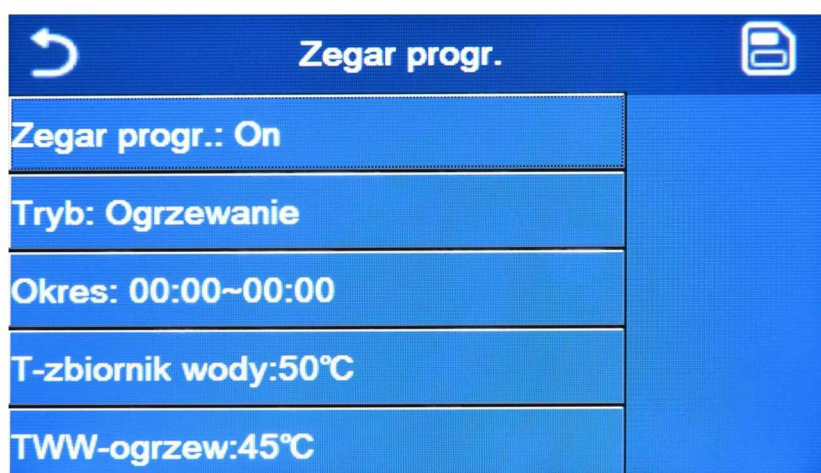 Zegar progr.
Zegar progr.: On
Tryb: Ogrzewanie
Okres: 00:00~00:00
T-zbiornik wody:50℃
TWW-ogrzew:45℃